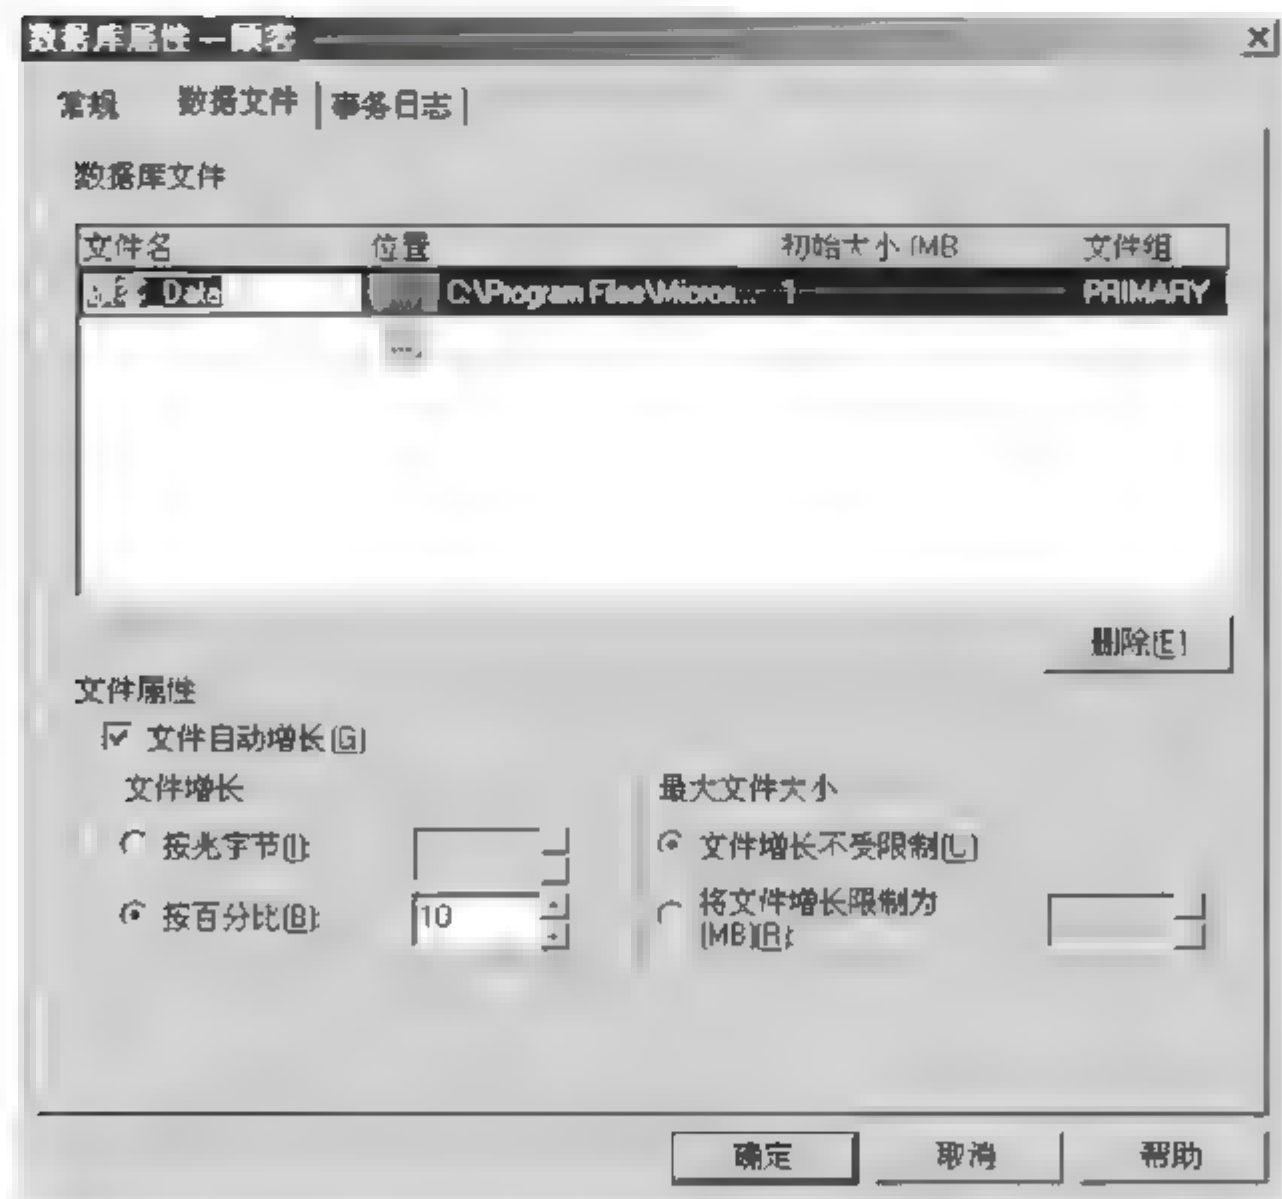 数据库属性 - 顾客
常规 数据文件 事务日志
数据库文件
文件名 位置 初始大小 (MB 文件组
Data ... C:\Program Files\Micros... 1 PRIMARY
...
删除(E)
文件属性
文件自动增长(G)
文件增长 最大文件大小
按兆字节(I): 文件增长不受限制(L)
按百分比(B): 10 将文件增长限制为
(MB)(R):
确定 取消 帮助